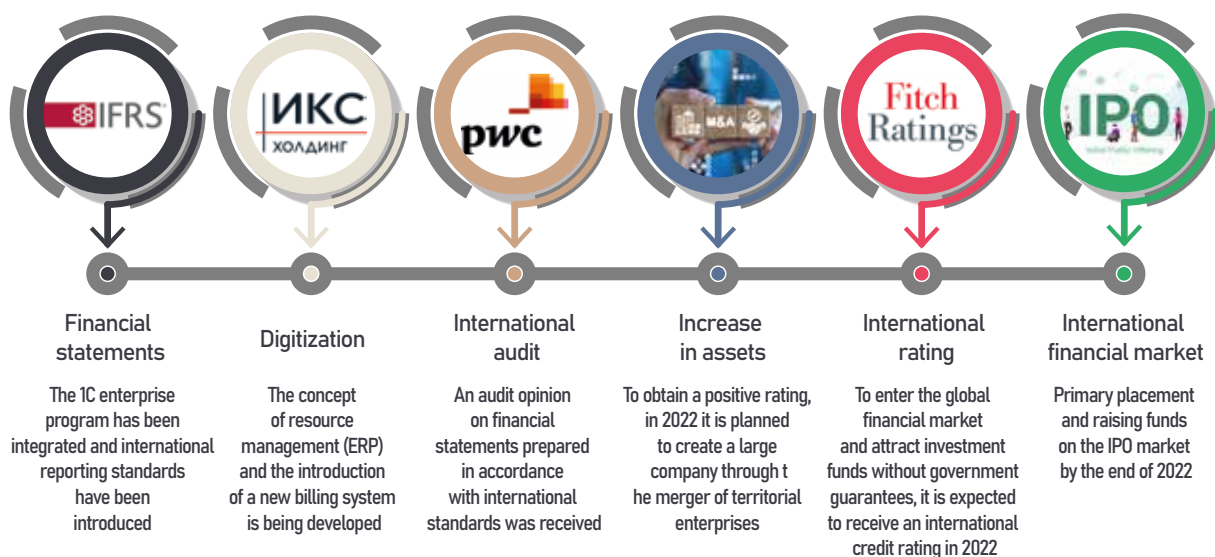 IFRS
ИКС
ХОЛДИНГ
pwc
M&A
Fitch
Ratings
IPO
Initial Public Offering
Financial
statements
The 1C enterprise
program has been
integrated and international
reporting standards
have been
introduced
Digitization
The concept
of resource
management (ERP)
and the introduction
of a new billing system
is being developed
International
audit
An audit opinion
on financial
statements prepared
in accordance
with international
standards was received
Increase
in assets
To obtain a positive rating,
in 2022 it is planned
to create a large
company through t
he merger of territorial
enterprises
International
rating
To enter the global
financial market
and attract investment
funds without government
guarantees, it is expected
to receive an international
credit rating in 2022
International
financial market
Primary placement
and raising funds
on the IPO market
by the end of 2022